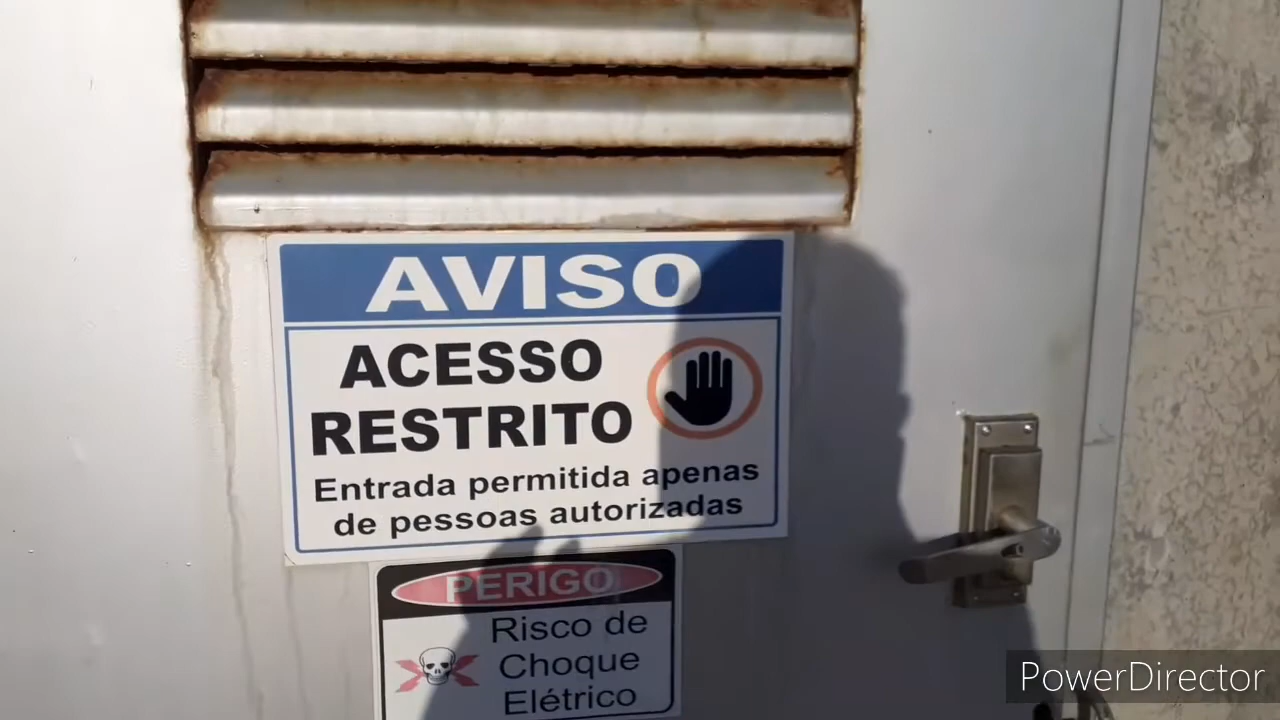 AVISO
ACESSO
RESTRITO
Entrada permitida apenas
de pessoas autorizadas
PERIGO
Risco de
Choque
Elétrico
PowerDirector